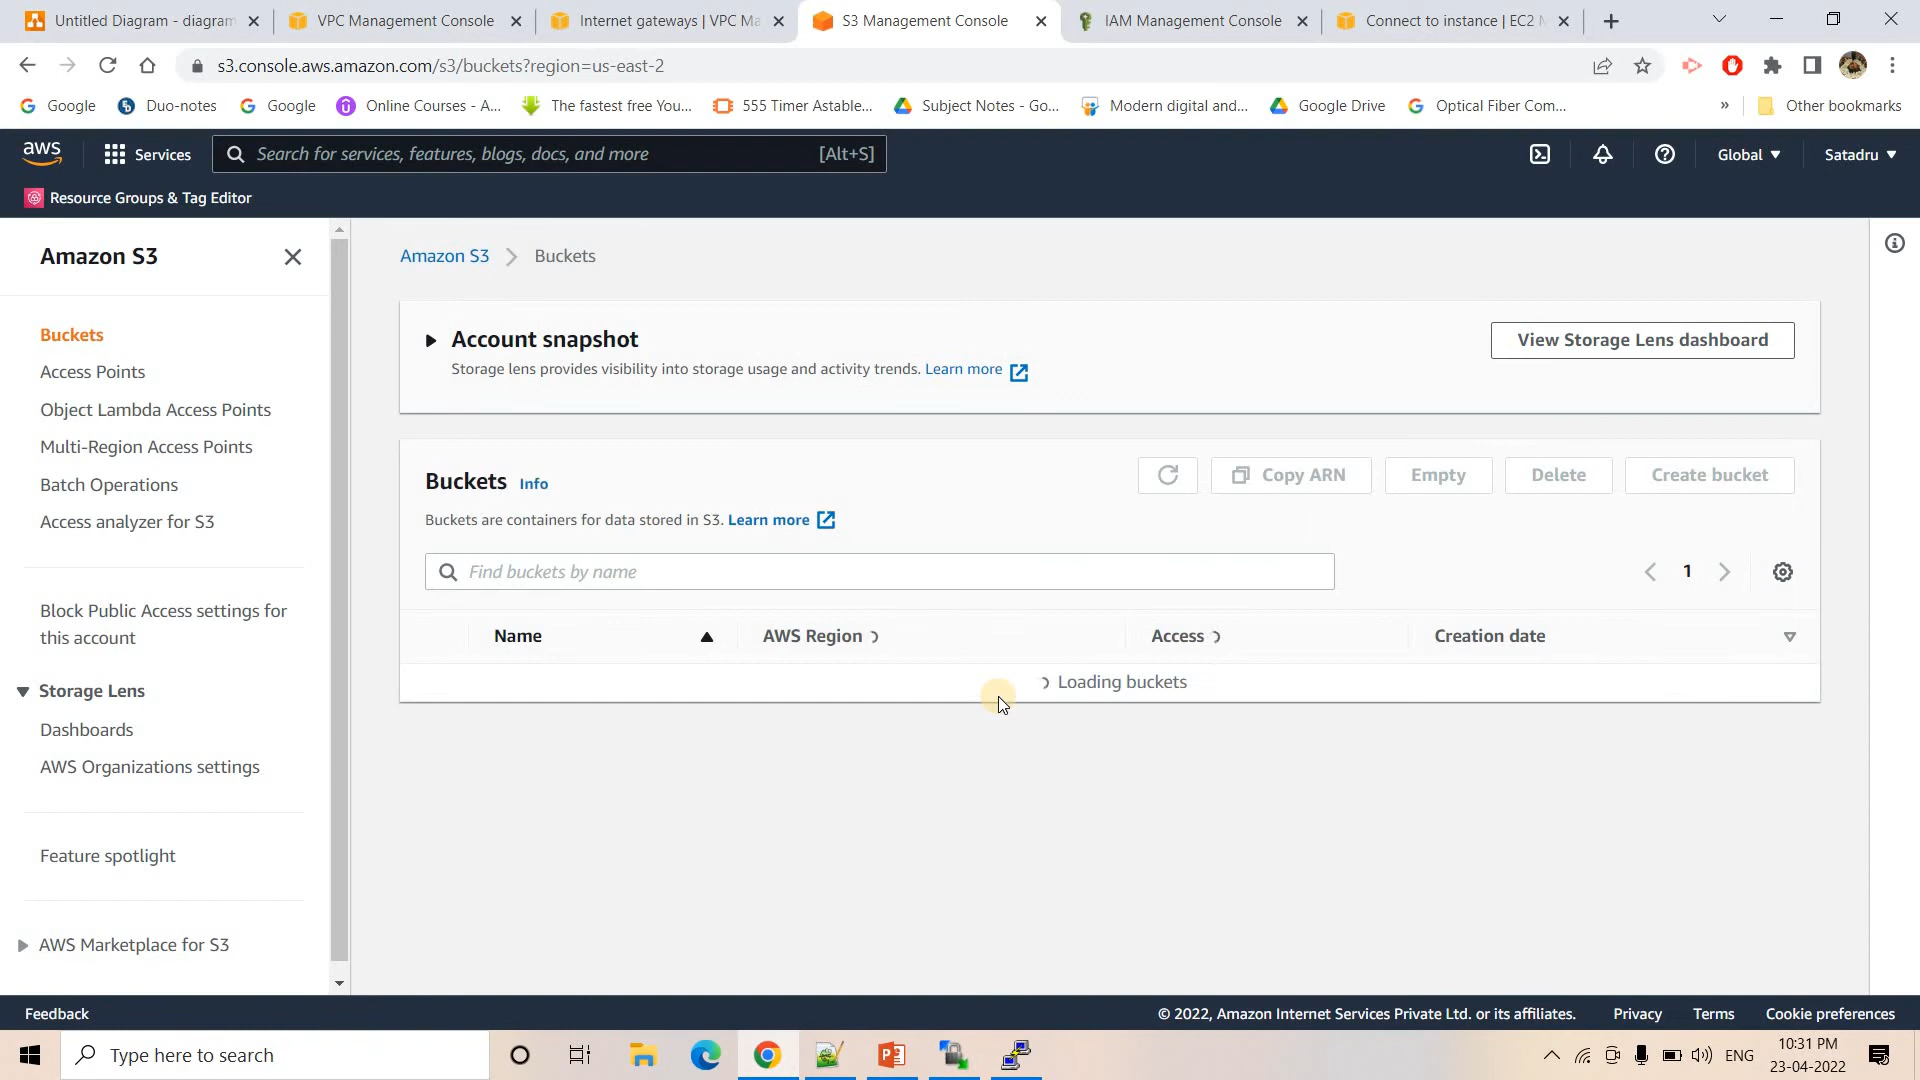 Untitled Diagram - diagram
VPC Management Console
Internet gateways | VPC Ma
S3 Management Console
IAM Management Console
Connect to instance | EC2 M
s3.console.aws.amazon.com/s3/buckets?region=us-east-2
Google
Duo-notes
Google
Online Courses - A...
The fastest free You...
555 Timer Astable...
Subject Notes - Go...
Modern digital and...
Google Drive
Optical Fiber Com...
»
Other bookmarks
aws
Services
Search for services, features, blogs, docs, and more
[Alt+S]
Global
Satadru
Resource Groups & Tag Editor
Amazon S3
Buckets
Access Points
Object Lambda Access Points
Multi-Region Access Points
Batch Operations
Access analyzer for S3
Block Public Access settings for
this account
Storage Lens
Dashboards
AWS Organizations settings
Feature spotlight
AWS Marketplace for S3
Amazon S3
Buckets
Account snapshot
Storage lens provides visibility into storage usage and activity trends. Learn more
View Storage Lens dashboard
Buckets Info
Copy ARN
Empty
Delete
Create bucket
Buckets are containers for data stored in S3. Learn more
Find buckets by name
1
Name
AWS Region
Access
Creation date
Loading buckets
Feedback
© 2022, Amazon Internet Services Private Ltd. or its affiliates.
Privacy
Terms
Cookie preferences
Type here to search
ENG
10:31 PM
23-04-2022